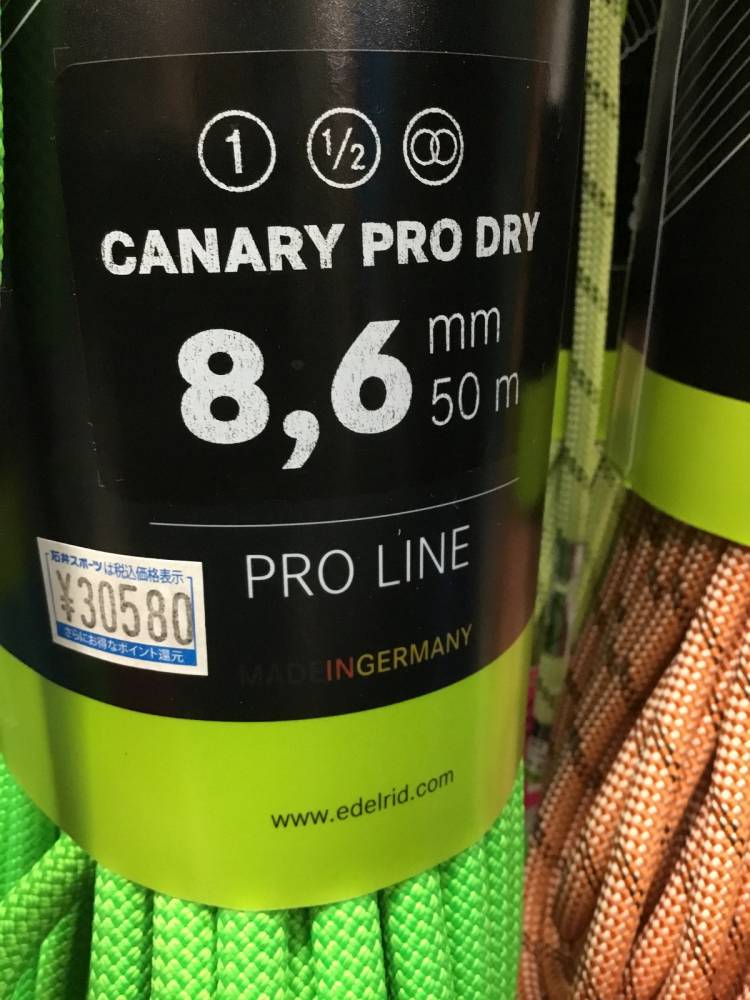 1 1/2
CANARY PRO DRY
8,6 mm
50 m
PRO LINE
石井スポーツは税込価格表示
¥30580
さらにお得なポイント還元
MADEINGERMANY
www.edelrid.com